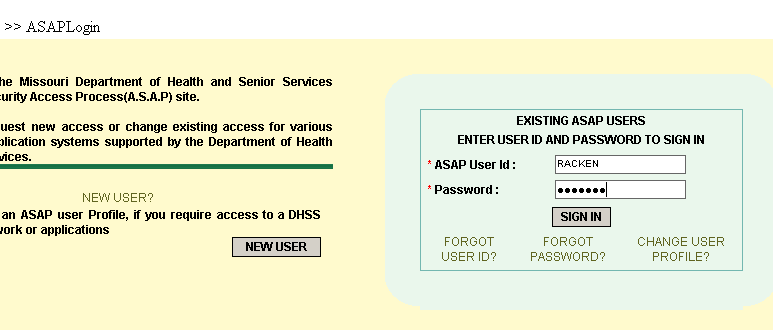 >> ASAPLogin
he Missouri Department of Health and Senior Services
curity Access Process(A.S.A.P) site.
uest new access or change existing access for various
plication systems supported by the Department of Health
vices.
NEW USER?
an ASAP user Profile, if you require access to a DHSS
work or applications
NEW USER
EXISTING ASAP USERS
ENTER USER ID AND PASSWORD TO SIGN IN
* ASAP User Id :
RACKEN
* Password :
●●●●●●●
SIGN IN
FORGOT
USER ID?
FORGOT
PASSWORD?
CHANGE USER
PROFILE?